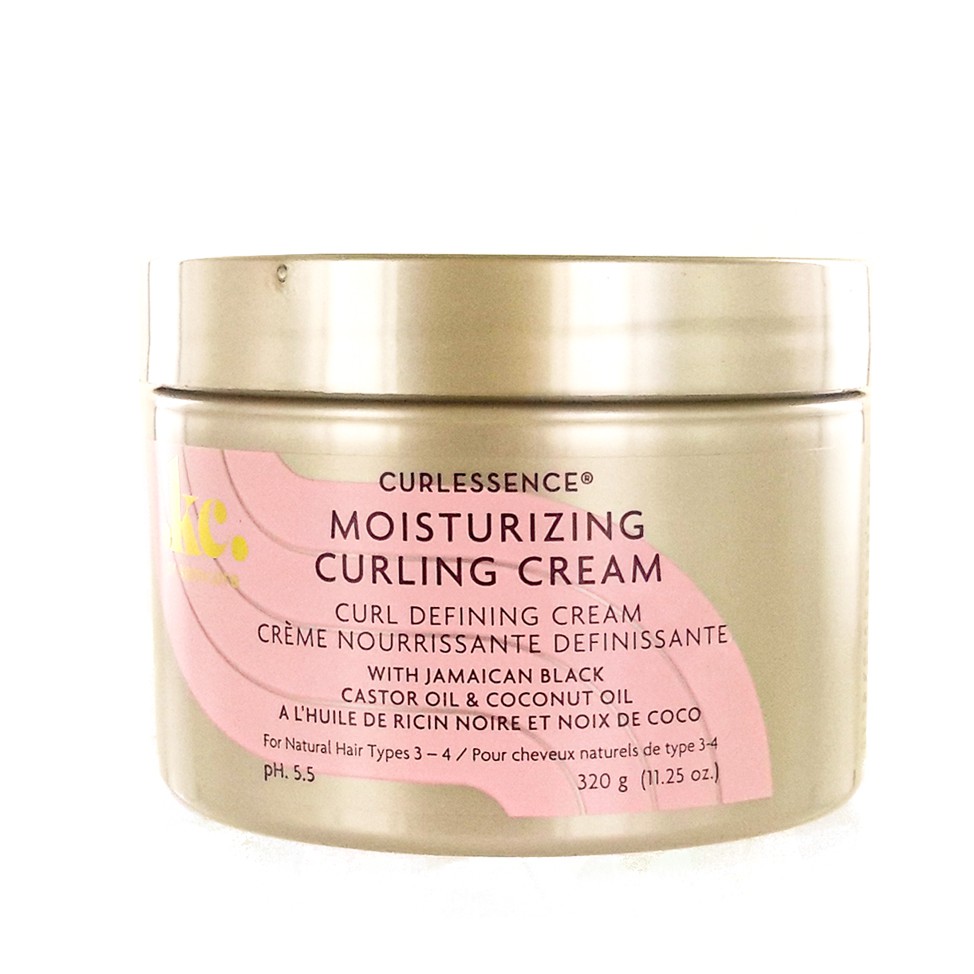 CURLESSENCE®
MOISTURIZING
CURLING CREAM
kc.
CURL DEFINING CREAM
CRÈME NOURRISSANTE DEFINISSANTE
WITH JAMAICAN BLACK
CASTOR OIL & COCONUT OIL
A L'HUILE DE RICIN NOIRE ET NOIX DE COCO
For Natural Hair Types 3 – 4 / Pour cheveux naturels de type 3-4
pH. 5.5 320 g (11.25 oz.)